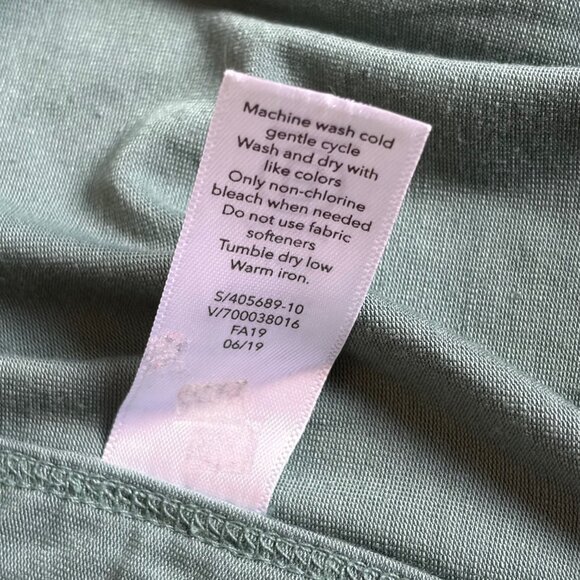 Machine wash cold
gentle cycle
Wash and dry with
like colors
Only non-chlorine
bleach when needed
Do not use fabric
softeners
Tumbie dry low
Warm iron.
S/405689-10
V/700038016
FA19
06/19